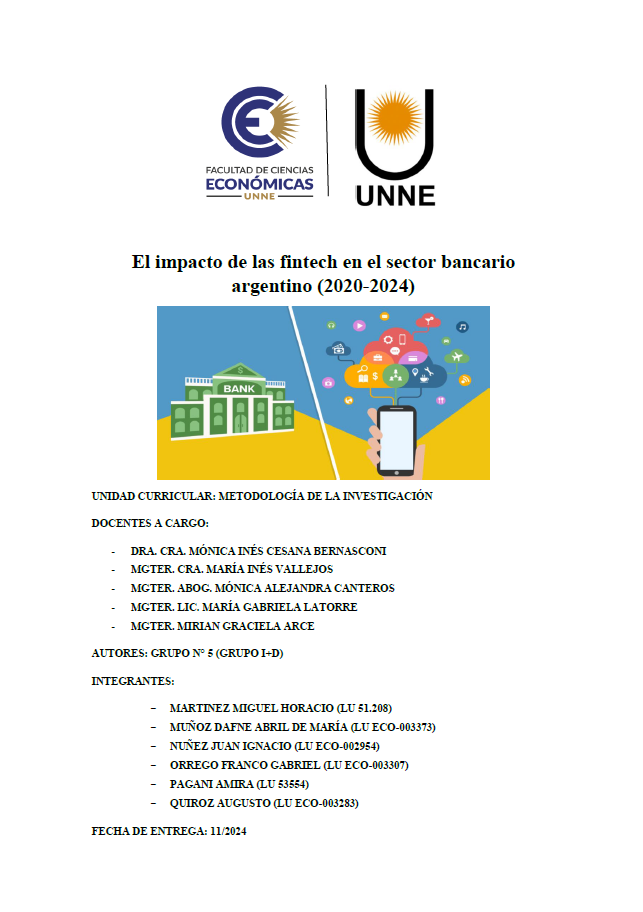 FACULTAD DE CIENCIAS
ECONÓMICAS
UNNE
UNNE
El impacto de las fintech en el sector bancario
argentino (2020-2024)
BANK
UNIDAD CURRICULAR: METODOLOGÍA DE LA INVESTIGACIÓN
DOCENTES A CARGO:
- DRA. CRA. MÓNICA INÉS CESANA BERNASCONI
- MGTER. CRA. MARÍA INÉS VALLEJOS
- MGTER. ABOG. MÓNICA ALEJANDRA CANTEROS
- MGTER. LIC. MARÍA GABRIELA LATORRE
- MGTER. MIRIAN GRACIELA ARCE
AUTORES: GRUPO N° 5 (GRUPO I+D)
INTEGRANTES:
− MARTINEZ MIGUEL HORACIO (LU 51.208)
− MUÑOZ DAFNE ABRIL DE MARÍA (LU ECO-003373)
− NUÑEZ JUAN IGNACIO (LU ECO-002954)
− ORREGO FRANCO GABRIEL (LU ECO-003307)
− PAGANI AMIRA (LU 53554)
− QUIROZ AUGUSTO (LU ECO-003283)
FECHA DE ENTREGA: 11/2024